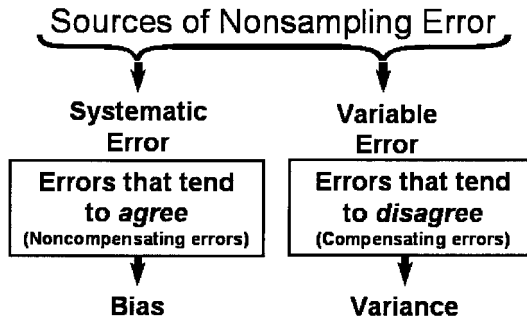 Sources of Nonsampling Error
Systematic
Error
Errors that tend
to agree
(Noncompensating errors)
Bias
Variable
Error
Errors that tend
to disagree
(Compensating errors)
Variance